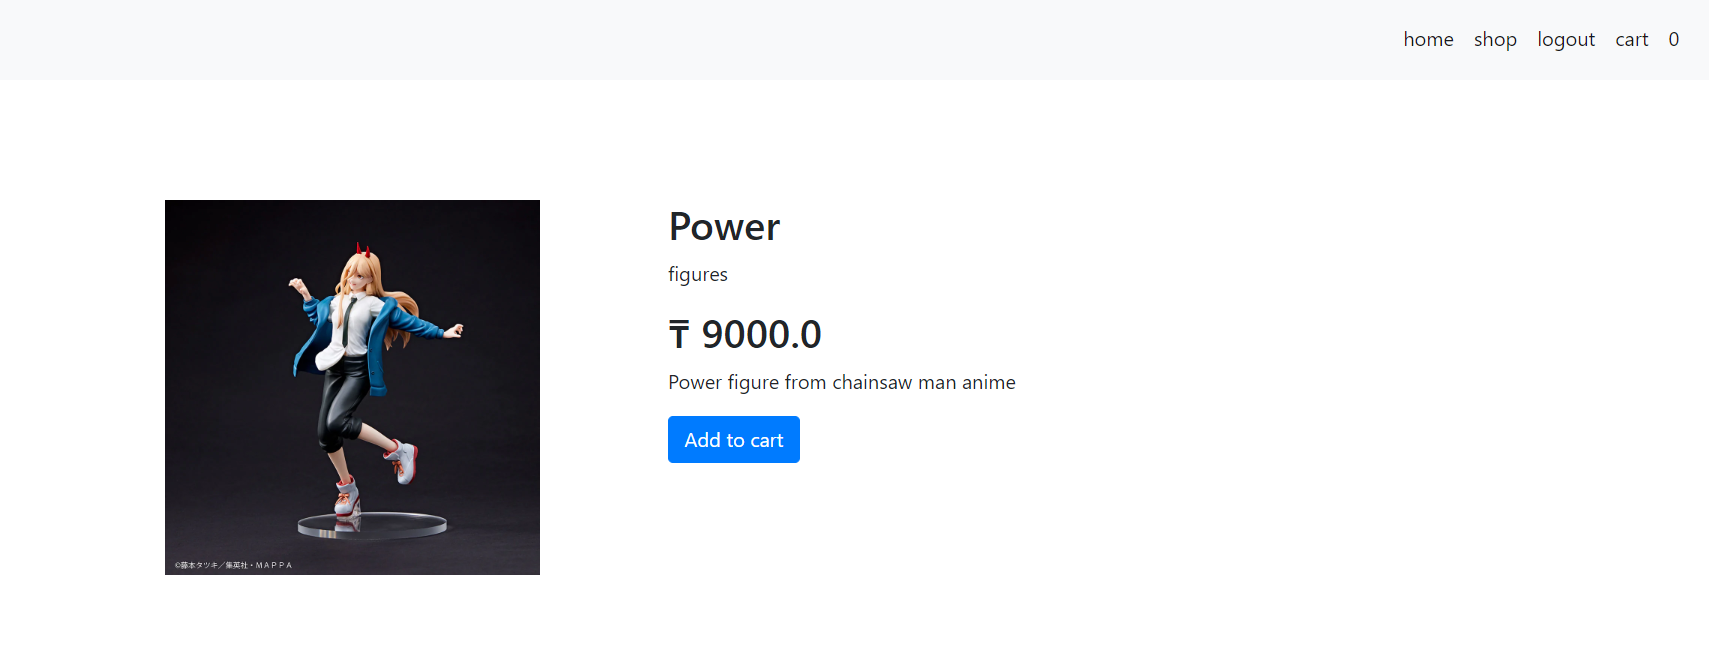 home shop logout cart 0
Power
figures
₸ 9000.0
Power figure from chainsaw man anime
Add to cart
©藤本タツキ／集英社・ＭＡＰＰＡ